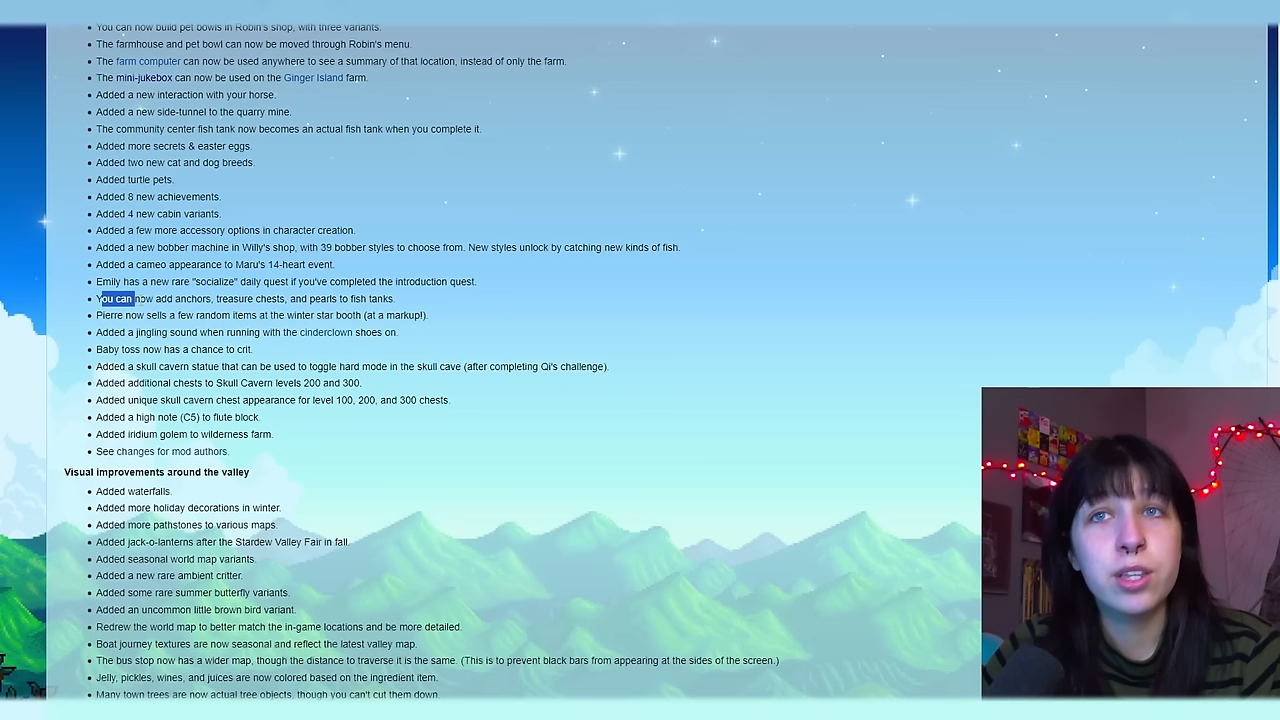 You can now build pet bowls in Robin's shop, with three variants.
The farmhouse and pet bowl can now be moved through Robin's menu.
The farm computer can now be used anywhere to see a summary of that location, instead of only the farm.
The mini-jukebox can now be used on the Ginger Island farm.
Added a new interaction with your horse.
Added a new side-tunnel to the quarry mine.
The community center fish tank now becomes an actual fish tank when you complete it.
Added more secrets & easter eggs.
Added two new cat and dog breeds.
Added turtle pets.
Added 8 new achievements.
Added 4 new cabin variants.
Added a few more accessory options in character creation.
Added a new bobber machine in Willy's shop, with 39 bobber styles to choose from. New styles unlock by catching new kinds of fish.
Added a cameo appearance to Maru's 14-heart event.
Emily has a new rare "socialize" daily quest if you've completed the introduction quest.
You can now add anchors, treasure chests, and pearls to fish tanks.
Pierre now sells a few random items at the winter star booth (at a markup!).
Added a jingling sound when running with the cinderclown shoes on.
Baby toss now has a chance to crit.
Added a skull cavern statue that can be used to toggle hard mode in the skull cave (after completing Qi's challenge).
Added additional chests to Skull Cavern levels 200 and 300.
Added unique skull cavern chest appearance for level 100, 200, and 300 chests.
Added a high note (C5) to flute block.
Added iridium golem to wilderness farm.
See changes for mod authors.
Visual improvements around the valley
Added waterfalls.
Added more holiday decorations in winter.
Added more pathstones to various maps.
Added jack-o-lanterns after the Stardew Valley Fair in fall.
Added seasonal world map variants.
Added a new rare ambient critter.
Added some rare summer butterfly variants.
Added an uncommon little brown bird variant.
Redrew the world map to better match the in-game locations and be more detailed.
Boat journey textures are now seasonal and reflect the latest valley map.
The bus stop now has a wider map, though the distance to traverse it is the same. (This is to prevent black bars from appearing at the sides of the screen.)
Jelly, pickles, wines, and juices are now colored based on the ingredient item.
Many town trees are now actual tree objects, though you can't cut them down.